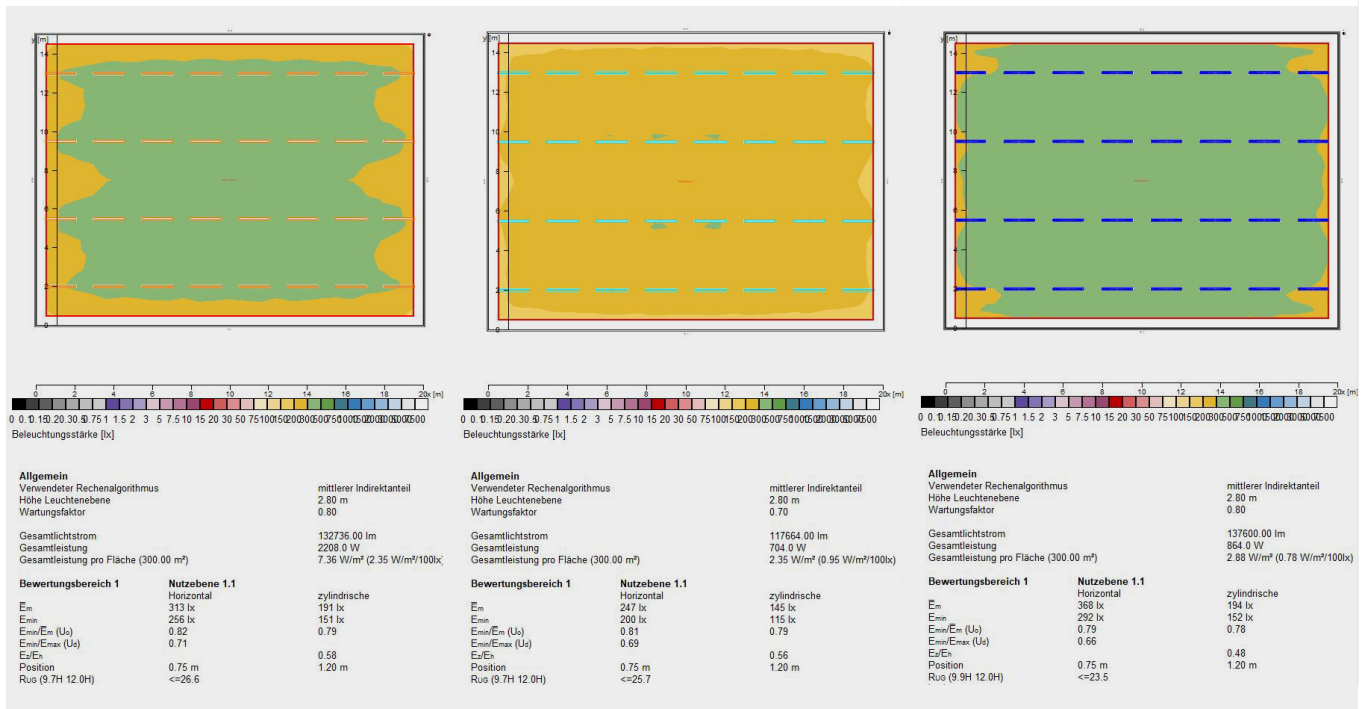 y [m]
14
12
10
8
6
4
2
0
0 2 4 6 8 10 12 14 16 18 20x [m]
Beleuchtungsstärke [lx]
Allgemein
Verwendeter Rechenalgorithmus mittlerer Indirektanteil
Höhe Leuchtenebene 2.80 m
Wartungsfaktor 0.80
Gesamtlichtstrom 132736.00 lm
Gesamtleistung 2208.0 W
Gesamtleistung pro Fläche (300.00 m²) 7.36 W/m² (2.35 W/m²/100lx)
Bewertungsbereich 1 Nutzebene 1.1
Horizontal zylindrische
Em 313 lx 191 lx
Emin 256 lx 151 lx
Emin/Em (Uo) 0.82 0.79
Emin/Emax (Ud) 0.71
Ez/Eh 0.58
Position 0.75 m 1.20 m
RUG (9.7H 12.0H) <=26.6
y [m]
14
12
10
8
6
4
2
0
0 2 4 6 8 10 12 14 16 18 20x [m]
Beleuchtungsstärke [lx]
Allgemein
Verwendeter Rechenalgorithmus mittlerer Indirektanteil
Höhe Leuchtenebene 2.80 m
Wartungsfaktor 0.70
Gesamtlichtstrom 117664.00 lm
Gesamtleistung 704.0 W
Gesamtleistung pro Fläche (300.00 m²) 2.35 W/m² (0.95 W/m²/100lx)
Bewertungsbereich 1 Nutzebene 1.1
Horizontal zylindrische
Em 247 lx 145 lx
Emin 200 lx 115 lx
Emin/Em (Uo) 0.81 0.79
Emin/Emax (Ud) 0.69
Ez/Eh 0.56
Position 0.75 m 1.20 m
RUG (9.7H 12.0H) <=25.7
y [m]
14
12
10
8
6
4
2
0
0 2 4 6 8 10 12 14 16 18 20x [m]
Beleuchtungsstärke [lx]
Allgemein
Verwendeter Rechenalgorithmus mittlerer Indirektanteil
Höhe Leuchtenebene 2.80 m
Wartungsfaktor 0.80
Gesamtlichtstrom 137600.00 lm
Gesamtleistung 864.0 W
Gesamtleistung pro Fläche (300.00 m²) 2.88 W/m² (0.78 W/m²/100lx)
Bewertungsbereich 1 Nutzebene 1.1
Horizontal zylindrische
Em 368 lx 194 lx
Emin 292 lx 152 lx
Emin/Em (Uo) 0.79 0.78
Emin/Emax (Ud) 0.66
Ez/Eh 0.48
Position 0.75 m 1.20 m
RUG (9.9H 12.0H) <=23.5